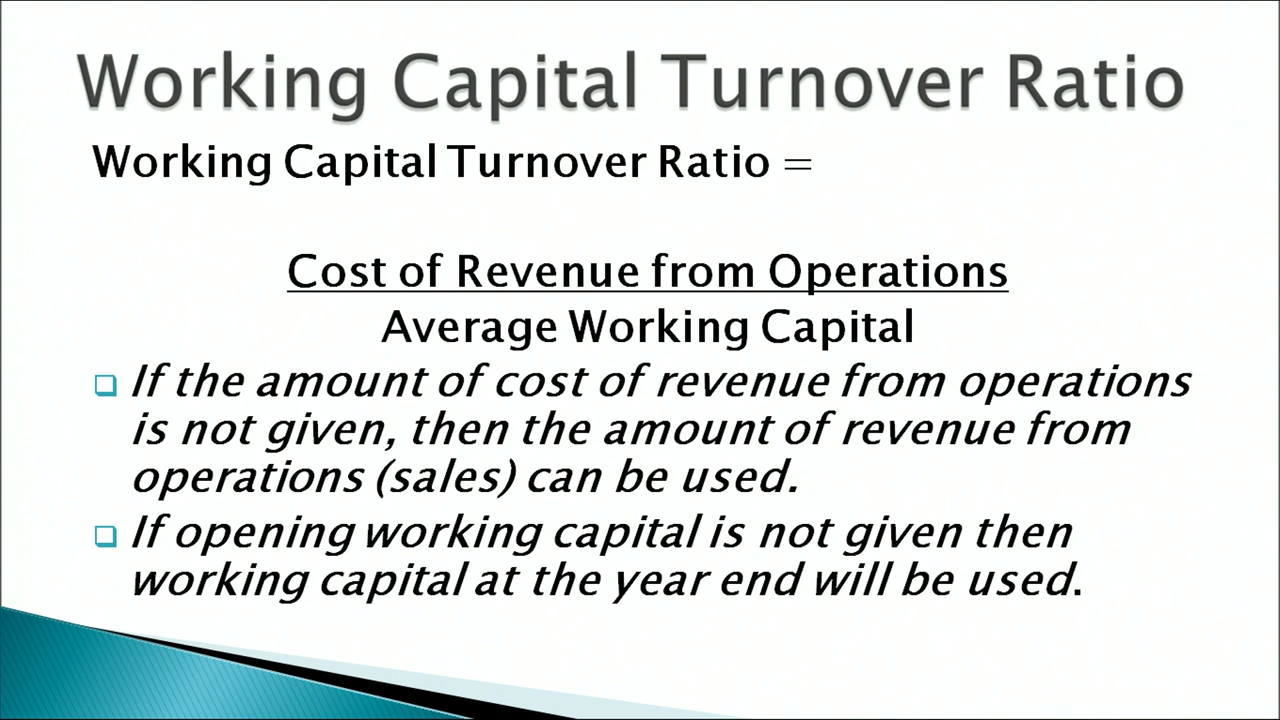 Working Capital Turnover Ratio
Working Capital Turnover Ratio =
Cost of Revenue from Operations
Average Working Capital
If the amount of cost of revenue from operations
is not given, then the amount of revenue from
operations (sales) can be used.
If opening working capital is not given then
working capital at the year end will be used.